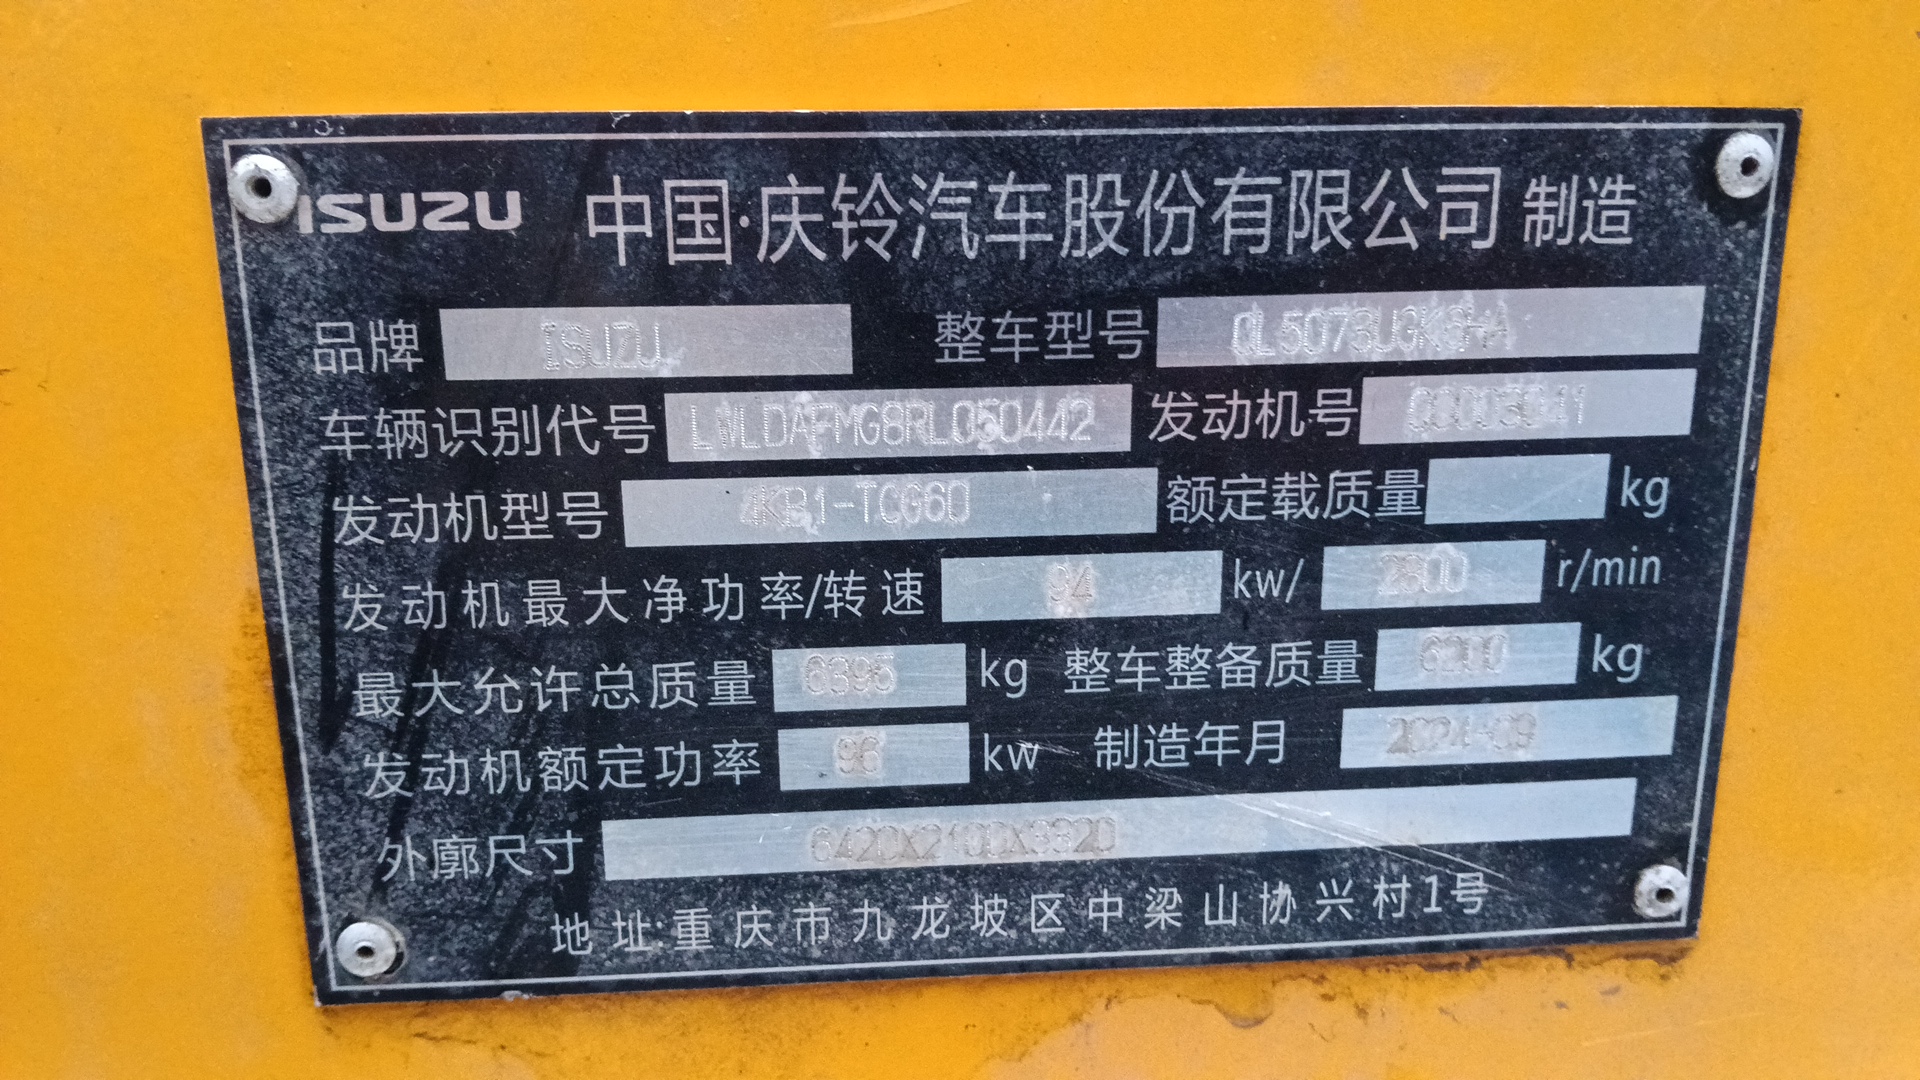 ISUZU 中国·庆铃汽车股份有限公司 制造
品牌 ISUZU 整车型号
车辆识别代号 LWLDAFMG8RL050442 发动机号
发动机型号 4KB1-TCG60 额定载质量 kg
发动机最大净功率/转速 94 kw/ 2600 r/min
最大允许总质量 6395 kg 整车整备质量 6200 kg
发动机额定功率 96 kw 制造年月
外廓尺寸 6420X2100X3320
地址:重庆市九龙坡区中梁山协兴村1号